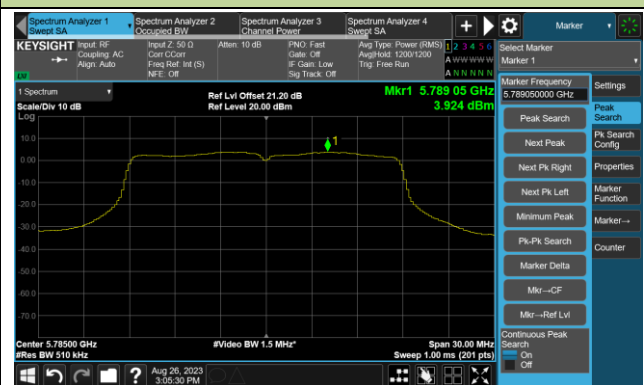 Spectrum Analyzer 1
Swept SA
Spectrum Analyzer 2
Occupied BW
Spectrum Analyzer 3
Channel Power
Spectrum Analyzer 4
Swept SA
+
Marker
KEYSIGHT
Input: RF
Coupling: AC
Align: Auto
Input Z: 50 Ω
Corr CCorr
Freq Ref: Int (S)
NFE: Off
Atten: 10 dB
PNO: Fast
Gate: Off
IF Gain: Low
Sig Track: Off
Avg Type: Power (RMS)
Avg|Hold: 1200/1200
Trig: Free Run
1 2 3 4 5 6
A W W W W W
A N N N N N
LXI
Select Marker
Marker 1
1 Spectrum
Scale/Div 10 dB
Ref Lvl Offset 21.20 dB
Ref Level 20.00 dBm
Mkr1 5.789 05 GHz
3.924 dBm
Log
10.0
0.00
-10.0
-20.0
-30.0
-40.0
-50.0
-60.0
-70.0
1
Center 5.78500 GHz
#Res BW 510 kHz
#Video BW 1.5 MHz*
Span 30.00 MHz
Sweep 1.00 ms (201 pts)
Marker Frequency
5.789050000 GHz
Peak Search
Next Peak
Next Pk Right
Next Pk Left
Minimum Peak
Pk-Pk Search
Marker Delta
Mkr→CF
Mkr→Ref Lvl
Continuous Peak
Search
On
Off
Settings
Peak
Search
Pk Search
Config
Properties
Marker
Function
Marker→
Counter
?
Aug 26, 2023
3:05:30 PM